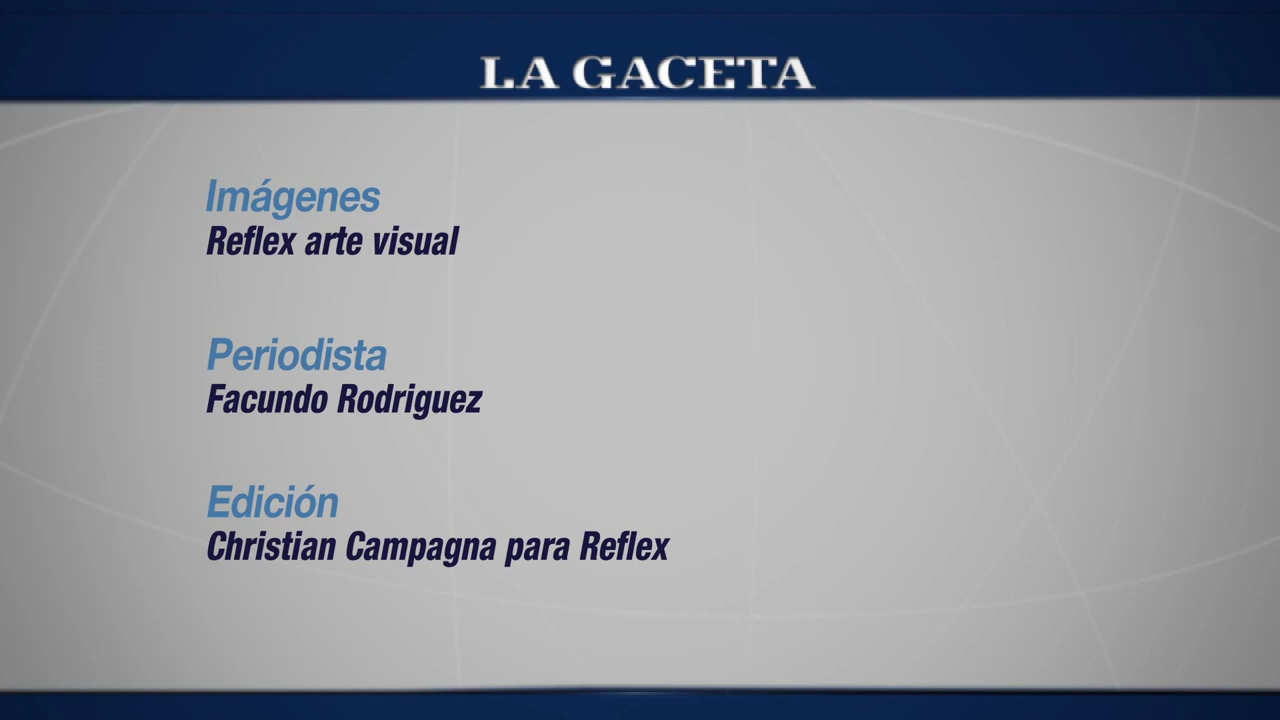 LA GACETA
Imágenes
Reflex arte visual
Periodista
Facundo Rodriguez
Edición
Christian Campagna para Reflex